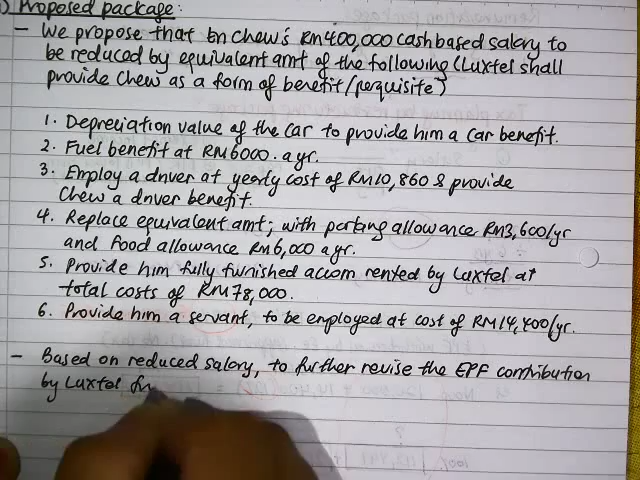 ) Proposed package:
- We propose that En Chew's RM400,000 cash based salary to
be reduced by equivalent amt of the following (Luxtel shall
provide Chew as a form of benefit/perquisite)
1. Depreciation value of the car to provide him a car benefit.
2. Fuel benefit at RM6000. a yr.
3. Employ a driver at yearly cost of RM10,860 & provide
Chew a driver benefit.
4. Replace equivalent amt; with parking allowance RM3,600/yr
and food allowance RM6,000 a yr.
5. Provide him fully furnished accom rented by Luxtel at
total costs of RM78,000.
6. Provide him a servant, to be employed at cost of RM14,400/yr.
- Based on reduced salary, to further revise the EPF contribution
by Luxtel